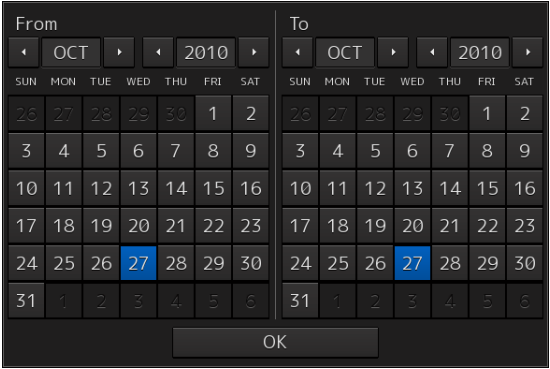 From To
OCT 2010 OCT 2010
SUN MON TUE WED THU FRI SAT SUN MON TUE WED THU FRI SAT
26 27 28 29 30 1 2 26 27 28 29 30 1 2
3 4 5 6 7 8 9 3 4 5 6 7 8 9
10 11 12 13 14 15 16 10 11 12 13 14 15 16
17 18 19 20 21 22 23 17 18 19 20 21 22 23
24 25 26 27 28 29 30 24 25 26 27 28 29 30
31 1 2 3 4 5 6 31 1 2 3 4 5 6
OK